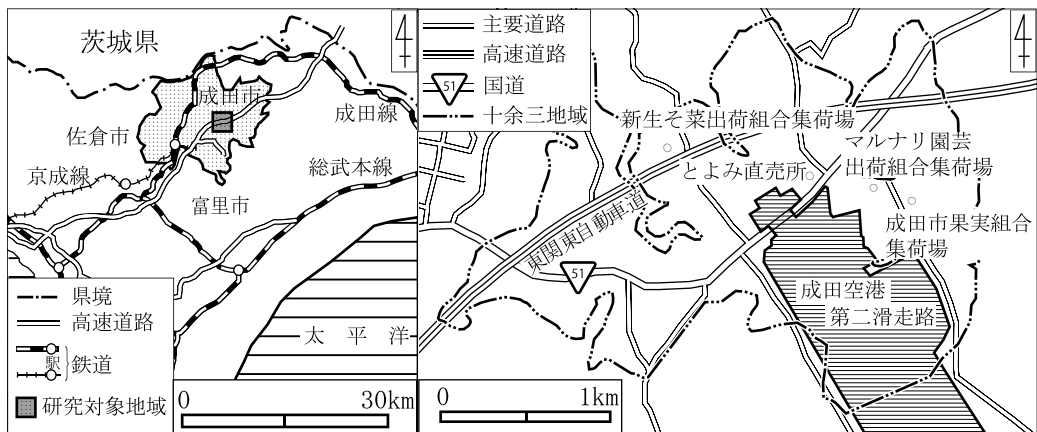 茨城県
成田市
佐倉市
成田線
京成線
総武本線
富里市
太平洋
県境
高速道路
駅
鉄道
研究対象地域
0
30km
主要道路
高速道路
51
国道
十余三地域
新生そ菜出荷組合集荷場
マルナリ園芸
出荷組合集荷場
とよみ直売所
成田市果実組合
集荷場
東関東自動車道
51
成田空港
第二滑走路
0
1km